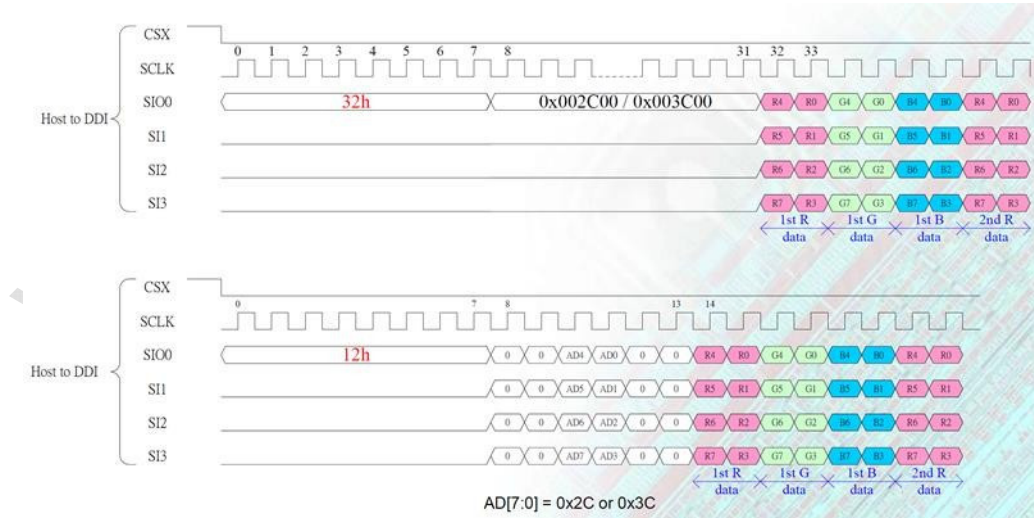 CSX
0 1 2 3 4 5 6 7 8 31 32 33
SCLK
SIO0 32h 0x002C00 / 0x003C00 R4 R0 G4 G0 B4 B0 R4 R0
Host to DDI
SI1 R5 R1 G5 G1 B5 B1 R5 R1
SI2 R6 R2 G6 G2 B6 B2 R6 R2
SI3 R7 R3 G7 G3 B7 B3 R7 R3
1st R 1st G 1st B 2nd R
data data data data
CSX
0 7 8 13 14
SCLK
SIO0 12h 0 0 AD4 AD0 0 0 R4 R0 G4 G0 B4 B0 R4 R0
Host to DDI
SI1 0 0 AD5 AD1 0 0 R5 R1 G5 G1 B5 B1 R5 R1
SI2 0 0 AD6 AD2 0 0 R6 R2 G6 G2 B6 B2 R6 R2
SI3 0 0 AD7 AD3 0 0 R7 R3 G7 G3 B7 B3 R7 R3
1st R 1st G 1st B 2nd R
data data data data
AD[7:0] = 0x2C or 0x3C